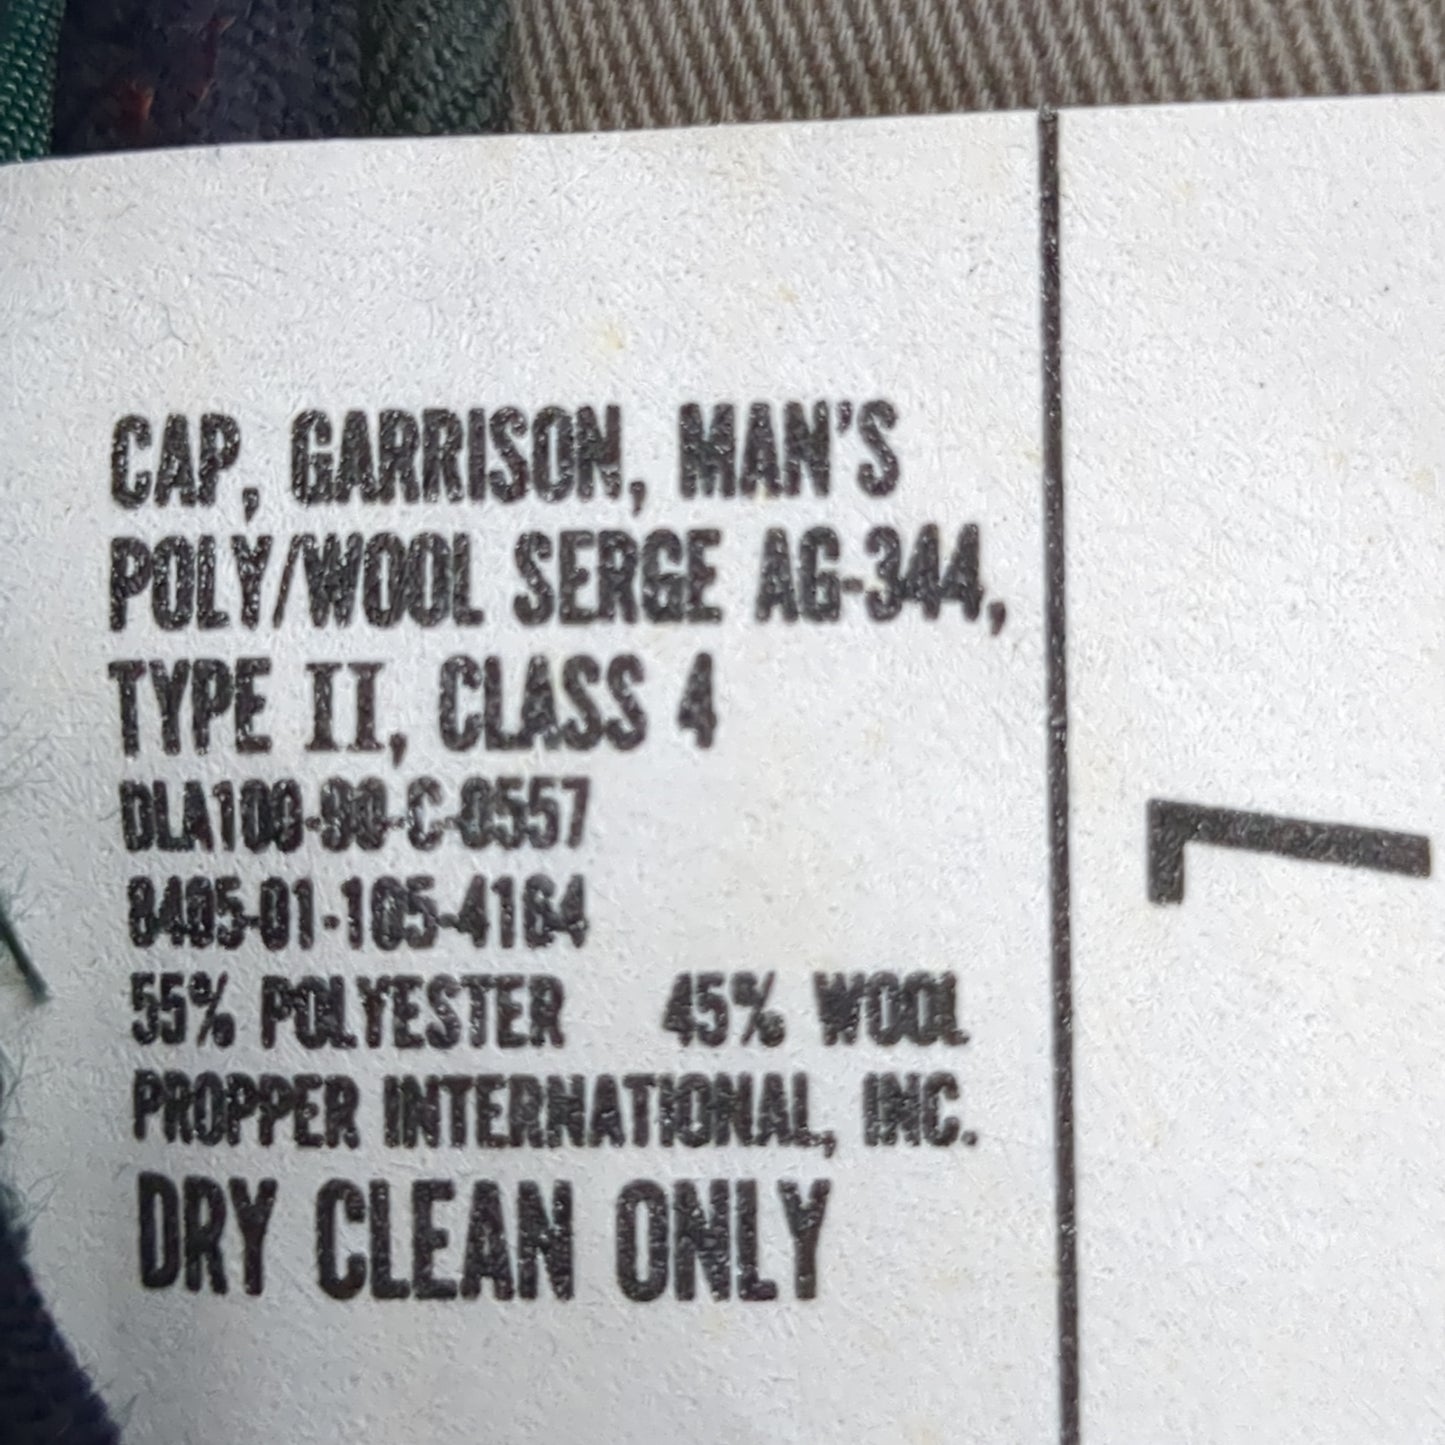 CAP, GARRISON, MAN'S
POLY/WOOL SERGE AG-344,
TYPE II, CLASS 4
DLA100-90-C-0557
8405-01-105-4164
55% POLYESTER 45% WOOL
PROPPER INTERNATIONAL, INC.
DRY CLEAN ONLY
7